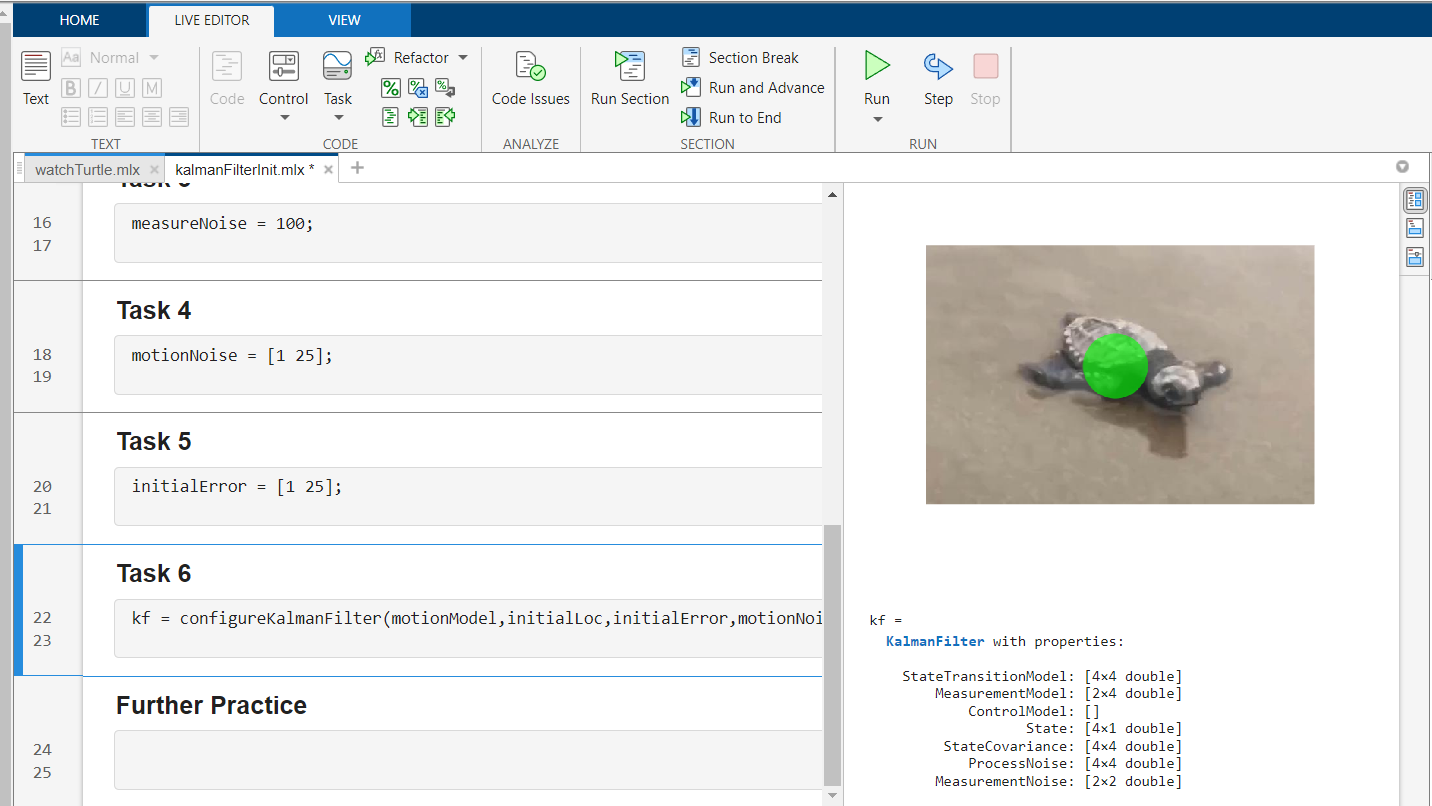 HOME LIVE EDITOR VIEW
Aa Normal Refactor Section Break
B I U M Run and Advance
Text Code Control Task Code Issues Run Section Run Step Stop
Run to End
TEXT CODE ANALYZE SECTION RUN
watchTurtle.mlx kalmanFilterInit.mlx *
16 measureNoise = 100;
17
Task 4
18 motionNoise = [1 25];
19
Task 5
20 initialError = [1 25];
21
Task 6
22 kf = configureKalmanFilter(motionModel,initialLoc,initialError,motionNoi
23
Further Practice
24
25
kf =
KalmanFilter with properties:
StateTransitionModel: [4×4 double]
MeasurementModel: [2×4 double]
ControlModel: []
State: [4×1 double]
StateCovariance: [4×4 double]
ProcessNoise: [4×4 double]
MeasurementNoise: [2×2 double]